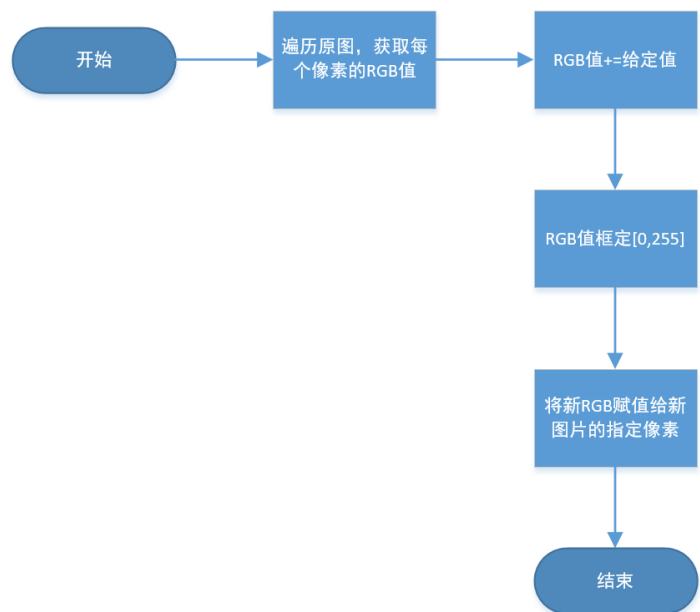 开始
遍历原图，获取每
个像素的RGB值
RGB值+=给定值
RGB值框定[0,255]
将新RGB赋值给新
图片的指定像素
结束